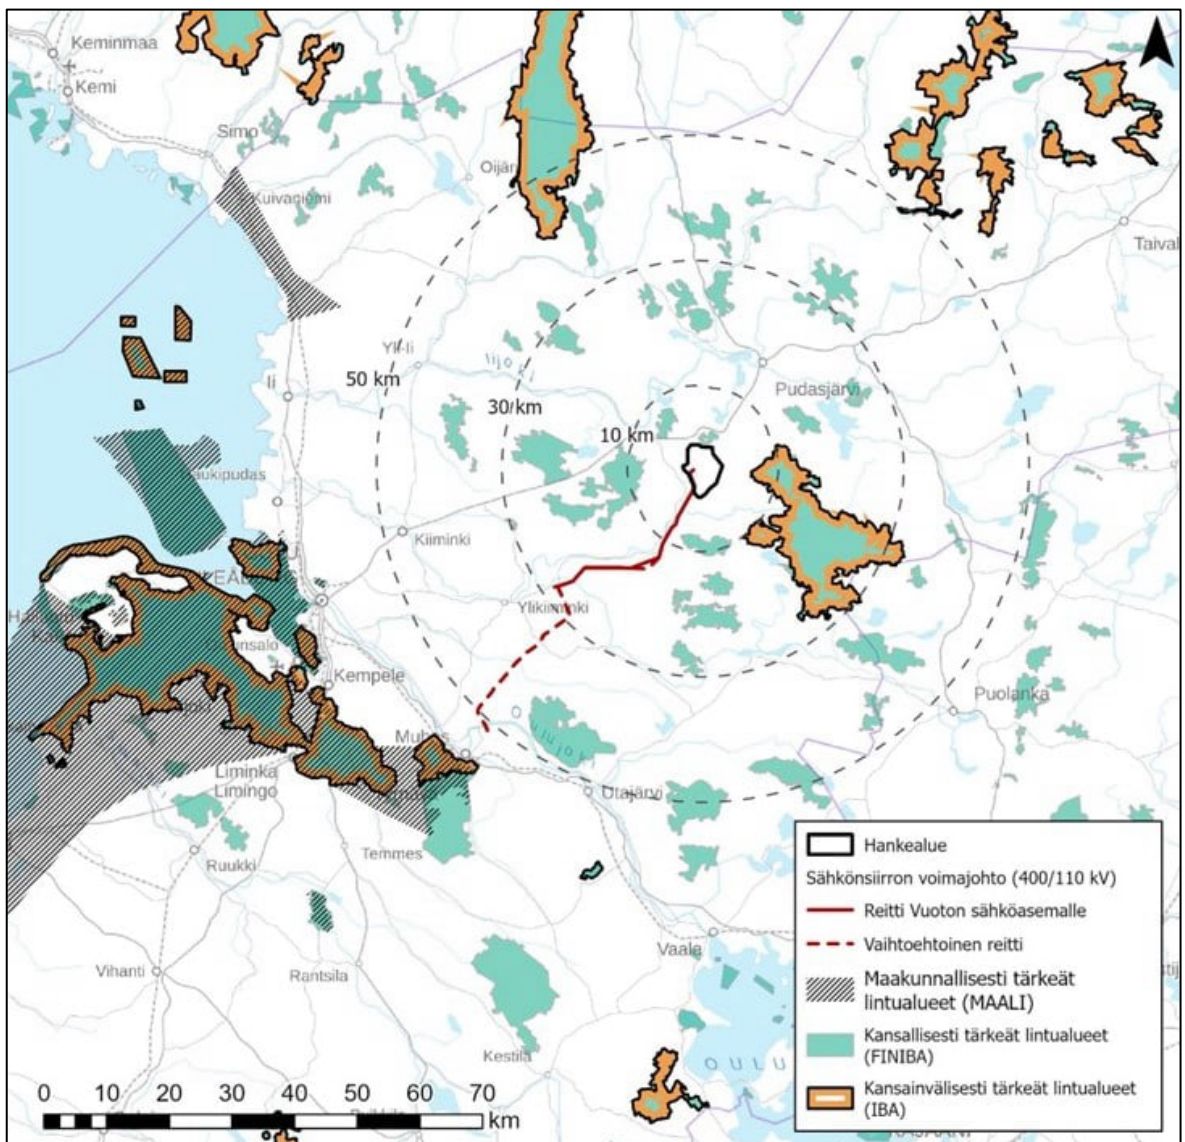 Keminmaa
Kemi
Simo
Kuivaniemi
Taival
Yli-Ii
Iijoki
50 km
Ii
30 km
Pudasjärvi
10 km
aukipudas
Kiiminki
Ylikiiminki
Kempele
Puolanka
Oulujoki
Liminka
Limingo
Utajärvi
Temmes
Ruukki
Vaala
Vihanti
Rantsila
Kestilä
OULU
Hankealue
Sähkönsiirron voimajohto (400/110 kV)
Reitti Vuoton sähköasemalle
Vaihtoehtoinen reitti
Maakunnallisesti tärkeät
lintualueet (MAALI)
Kansallisesti tärkeät lintualueet
(FINIBA)
Kansainvälisesti tärkeät lintualueet
(IBA)
0 10 20 30 40 50 60 70
km